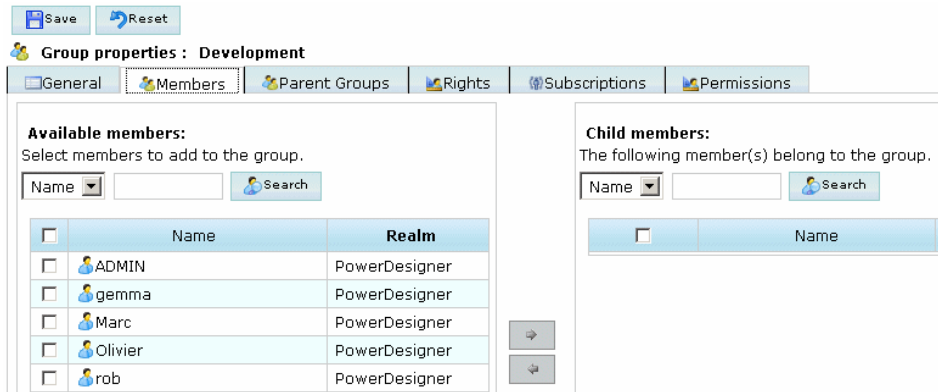 Save Reset
Group properties : Development
General Members Parent Groups Rights Subscriptions Permissions
Available members:
Select members to add to the group.
Name Search
Name Realm
ADMIN PowerDesigner
gemma PowerDesigner
Marc PowerDesigner
Olivier PowerDesigner
rob PowerDesigner
Child members:
The following member(s) belong to the group.
Name Search
Name